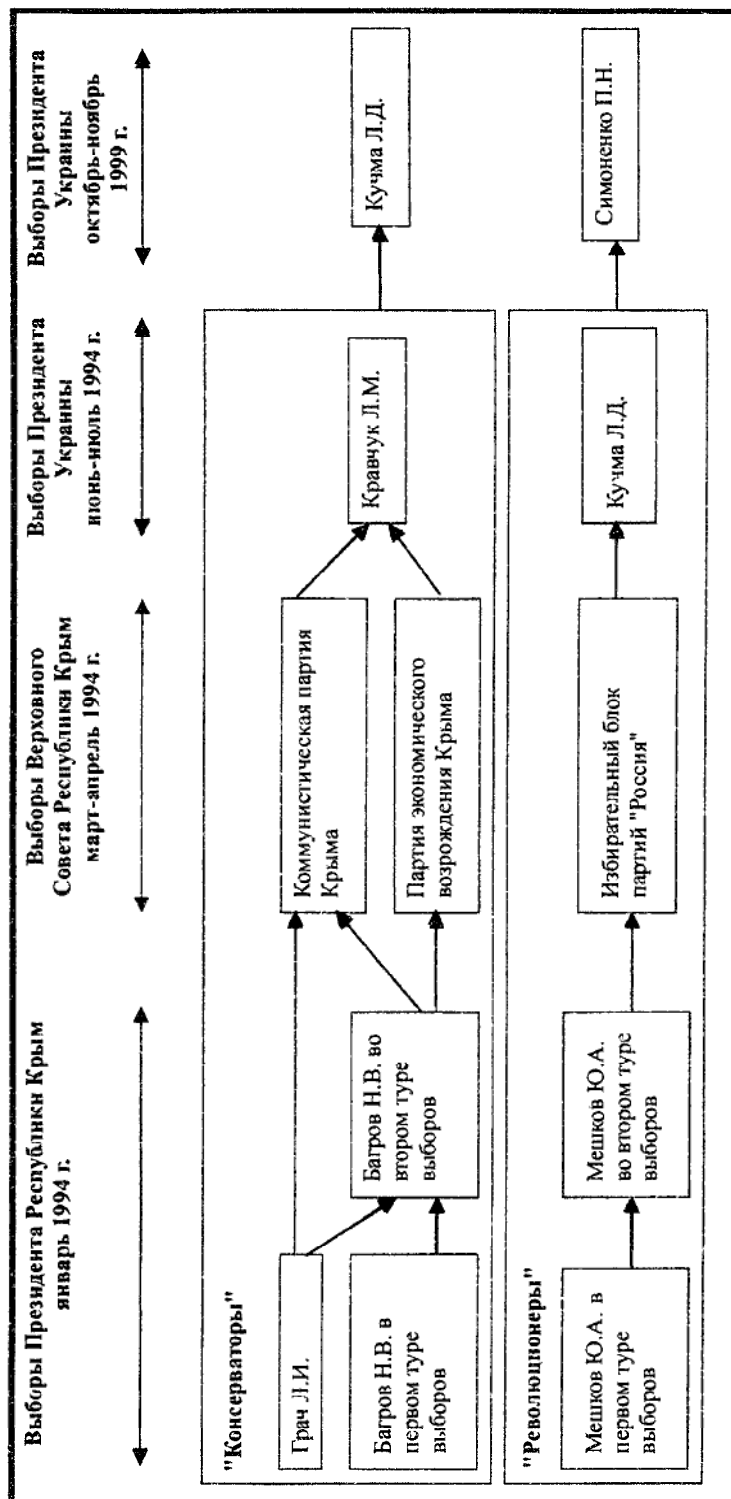 Выборы Президента Республики Крым
январь 1994 г.
Выборы Верховного
Совета Республики Крым
март-апрель 1994 г.
Выборы Президента
Украины
июнь-июль 1994 г.
Выборы Президента
Украины
октябрь-ноябрь
1999 г.
"Консерваторы"
Грач Л.И.
Багров Н.В. в
первом туре
выборов
Багров Н.В. во
втором туре
выборов
Коммунистическая партия
Крыма
Партия экономического
возрождения Крыма
Кравчук Л.М.
Кучма Л.Д.
"Революционеры"
Мешков Ю.А. в
первом туре
выборов
Мешков Ю.А.
во втором туре
выборов
Избирательный блок
партий "Россия"
Кучма Л.Д.
Симоненко П.Н.